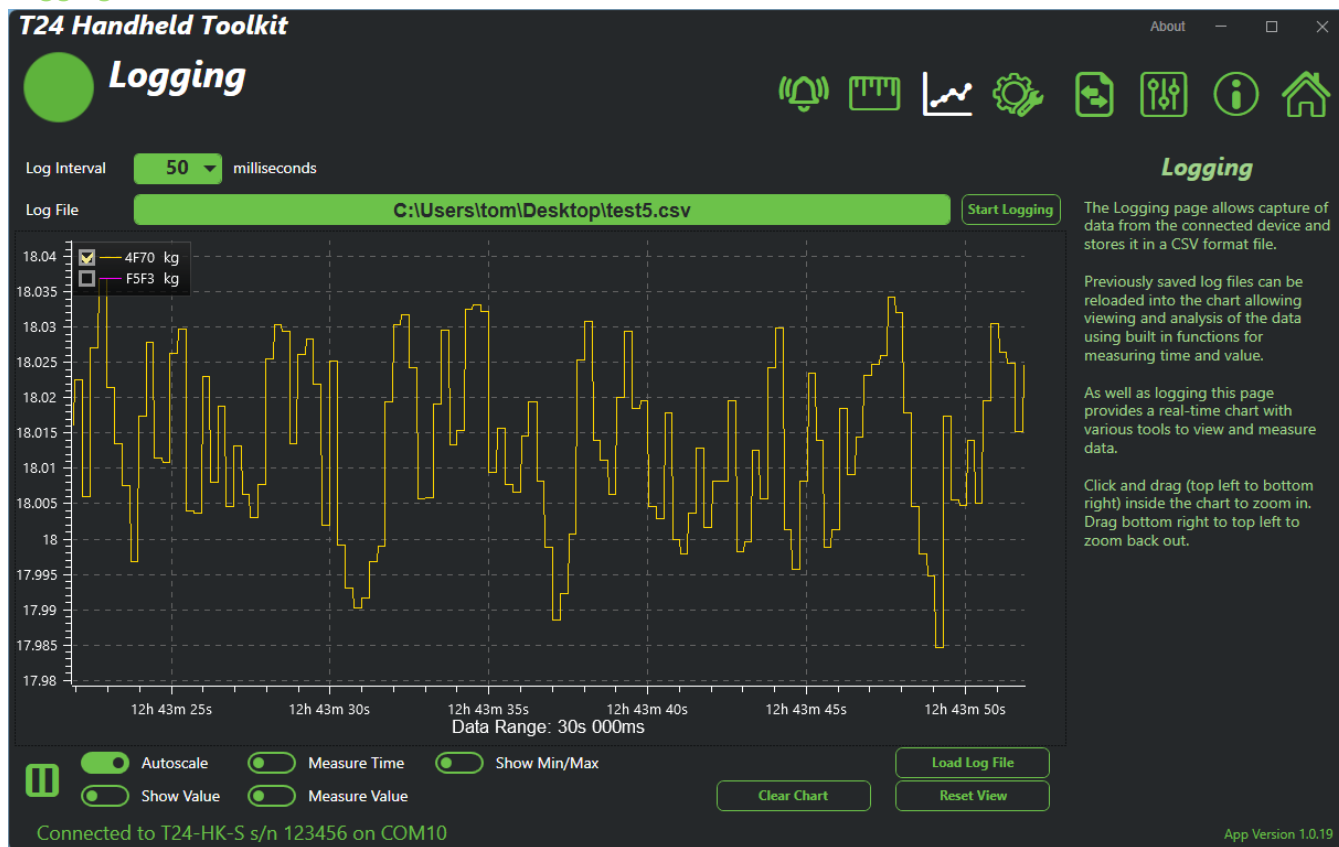 T24 Handheld Toolkit
About
Logging
Log Interval 50 milliseconds
Log File C:\Users\tom\Desktop\test5.csv Start Logging
4F70 kg
F5F3 kg
18.04
18.035
18.03
18.025
18.02
18.015
18.01
18.005
18
17.995
17.99
17.985
17.98
12h 43m 25s 12h 43m 30s 12h 43m 35s 12h 43m 40s 12h 43m 45s 12h 43m 50s
Data Range: 30s 000ms
Autoscale Measure Time Show Min/Max Load Log File
Show Value Measure Value Clear Chart Reset View
Connected to T24-HK-S s/n 123456 on COM10
Logging
The Logging page allows capture of
data from the connected device and
stores it in a CSV format file.
Previously saved log files can be
reloaded into the chart allowing
viewing and analysis of the data
using built in functions for
measuring time and value.
As well as logging this page
provides a real-time chart with
various tools to view and measure
data.
Click and drag (top left to bottom
right) inside the chart to zoom in.
Drag bottom right to top left to
zoom back out.
App Version 1.0.19